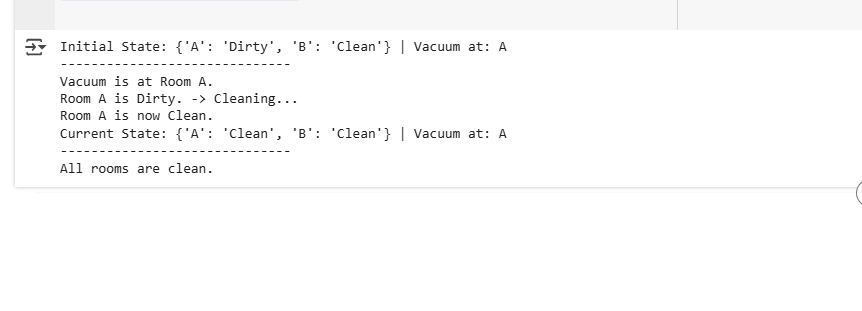 Initial State: {'A': 'Dirty', 'B': 'Clean'} | Vacuum at: A
------------------------------
Vacuum is at Room A.
Room A is Dirty. -> Cleaning...
Room A is now Clean.
Current State: {'A': 'Clean', 'B': 'Clean'} | Vacuum at: A
------------------------------
All rooms are clean.